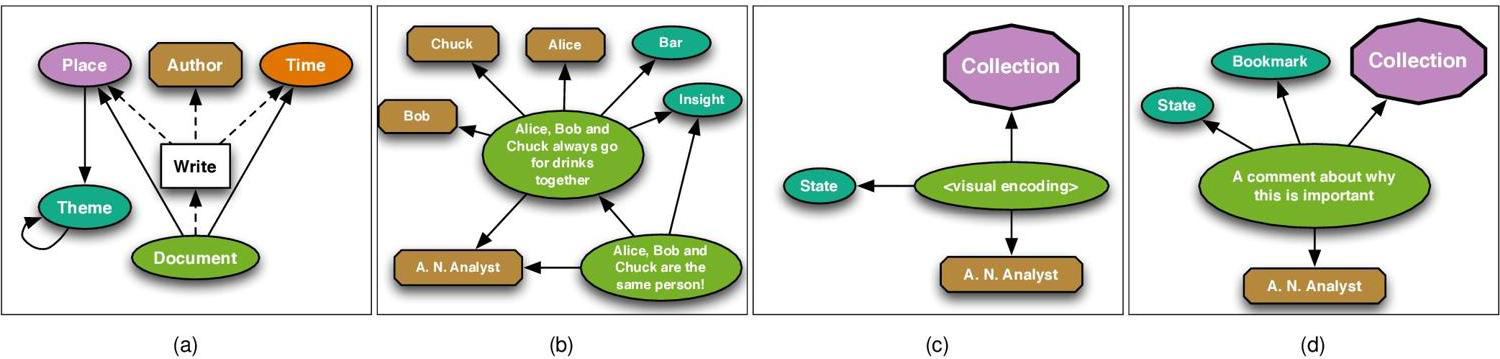 Place
Author
Time
Write
Theme
Document
(a)
Chuck
Alice
Bar
Insight
Bob
Alice, Bob and
Chuck always go
for drinks
together
A. N. Analyst
Alice, Bob and
Chuck are the
same person!
(b)
Collection
State
<visual encoding>
A. N. Analyst
(c)
Bookmark
Collection
State
A comment about why
this is important
A. N. Analyst
(d)